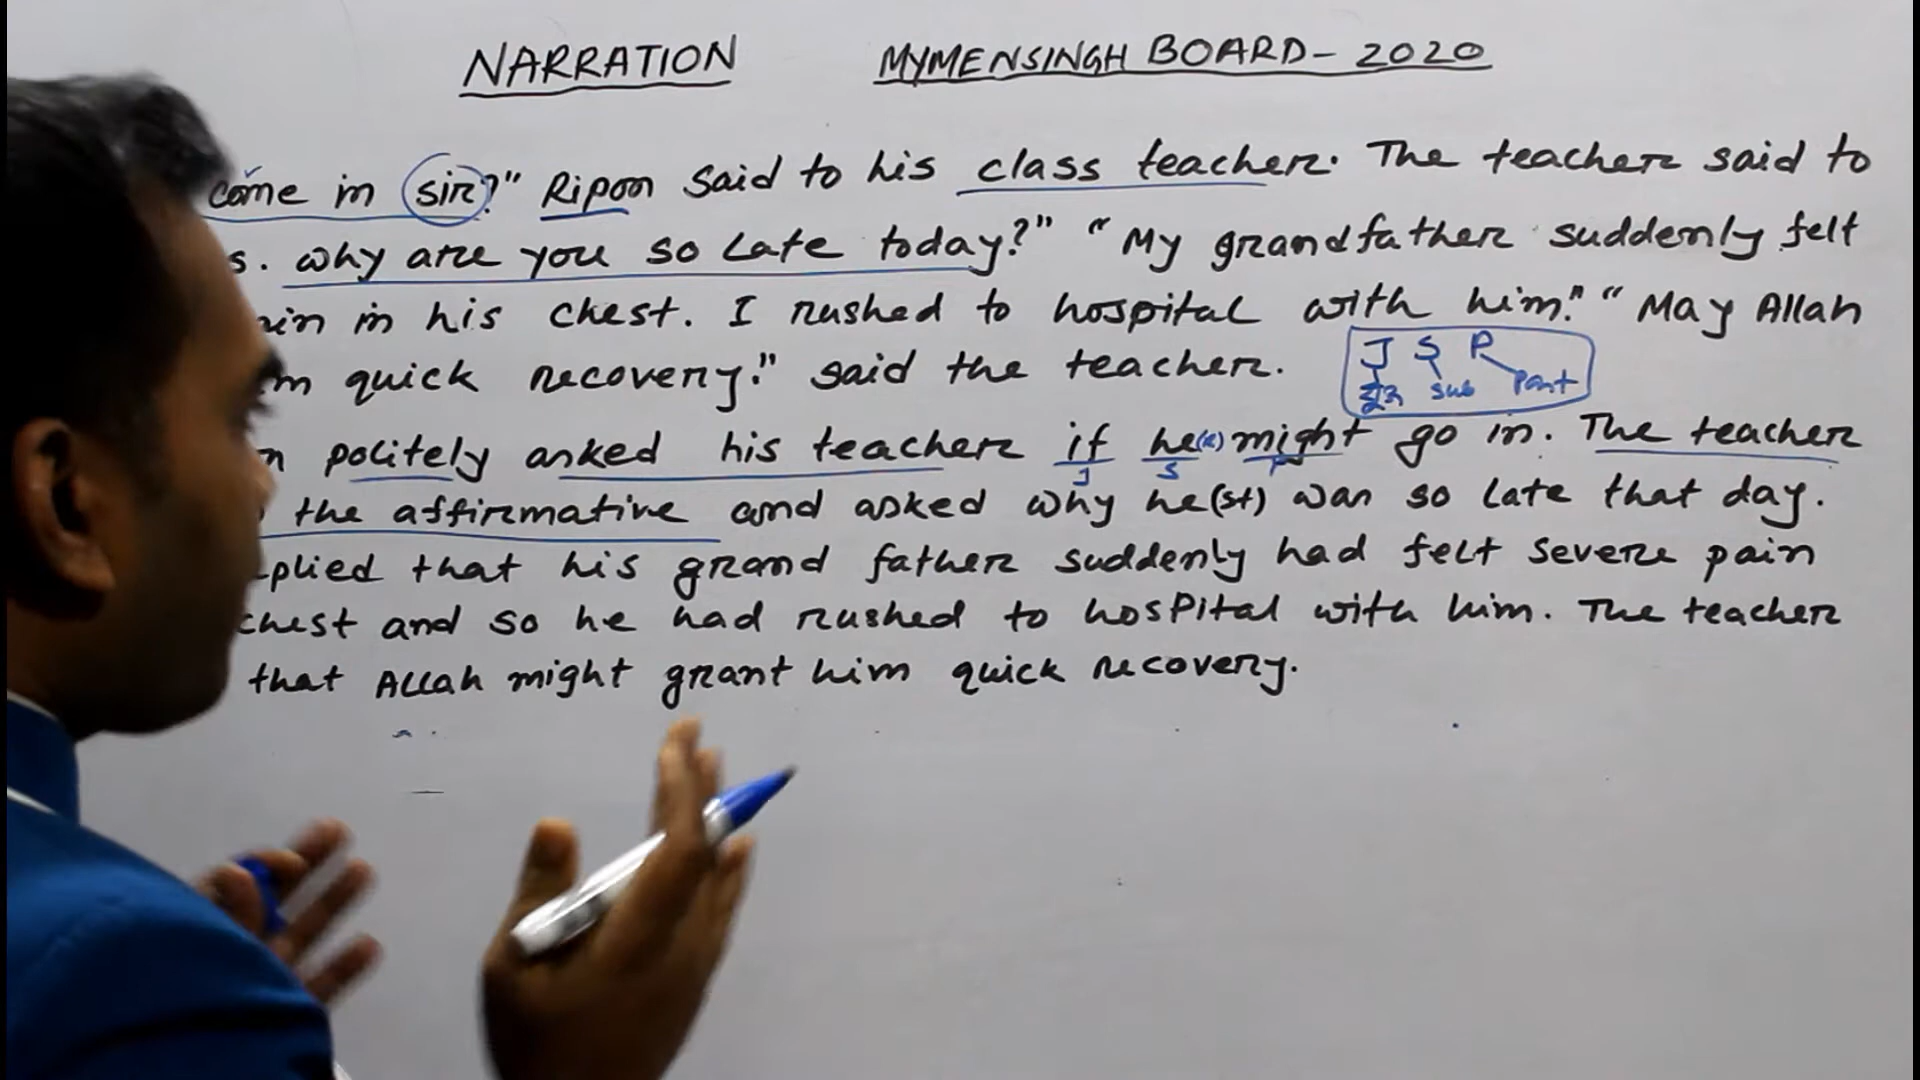 NARRATION MYMENSINGH BOARD - 2020
come in sir?" Ripon said to his class teacher. The teacher said to
s. why are you so late today?" "My grandfather suddenly felt
in in his chest. I rushed to hospital with him." "May Allah
m quick recovery." said the teacher.
J S P
sub Past
n politely asked his teacher if he(R) might go in. The teacher
J S P
the affirmative and asked why he(st) was so late that day.
plied that his grand father suddenly had felt severe pain
chest and so he had rushed to hospital with him. The teacher
that Allah might grant him quick recovery.